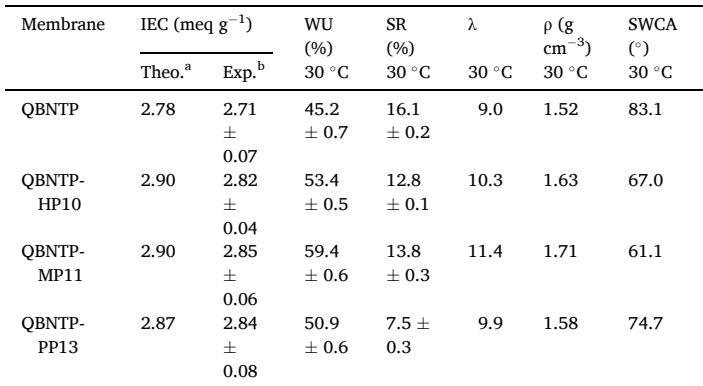 Membrane IEC (meq g⁻¹) WU (%) 30 °C SR (%) 30 °C λ 30 °C ρ (g cm⁻³) 30 °C SWCA (°) 30 °C
Theo.ᵃ Exp.ᵇ
QBNTP 2.78 2.71 ± 0.07 45.2 ± 0.7 16.1 ± 0.2 9.0 1.52 83.1
QBNTP-HP10 2.90 2.82 ± 0.04 53.4 ± 0.5 12.8 ± 0.1 10.3 1.63 67.0
QBNTP-MP11 2.90 2.85 ± 0.06 59.4 ± 0.6 13.8 ± 0.3 11.4 1.71 61.1
QBNTP-PP13 2.87 2.84 ± 0.08 50.9 ± 0.6 7.5 ± 0.3 9.9 1.58 74.7